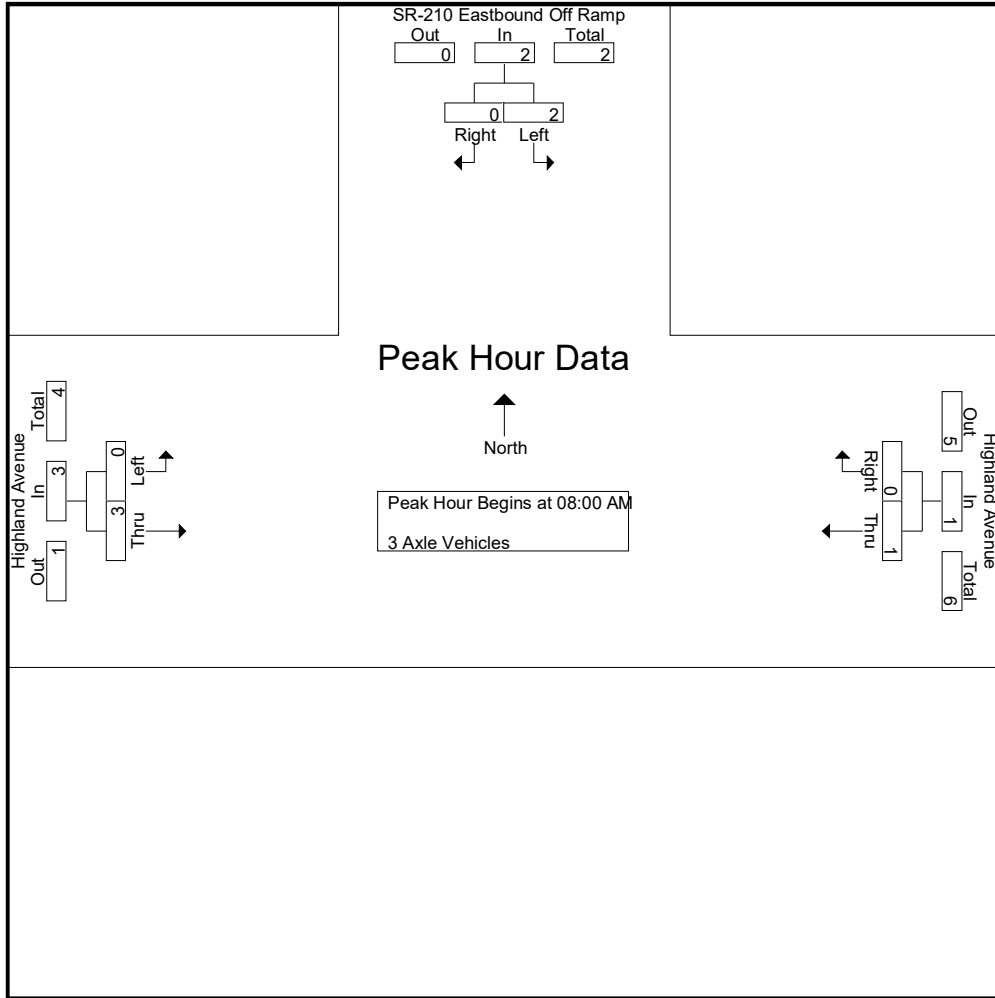 SR-210 Eastbound Off Ramp
Out In Total
0 2 2
0 2
Right Left
Peak Hour Data
North
Peak Hour Begins at 08:00 AM
3 Axle Vehicles
Highland Avenue
Out In Total
1 3 4
Thru Left
3 0
Highland Avenue
Out In Total
5 1 6
Right Thru
0 1